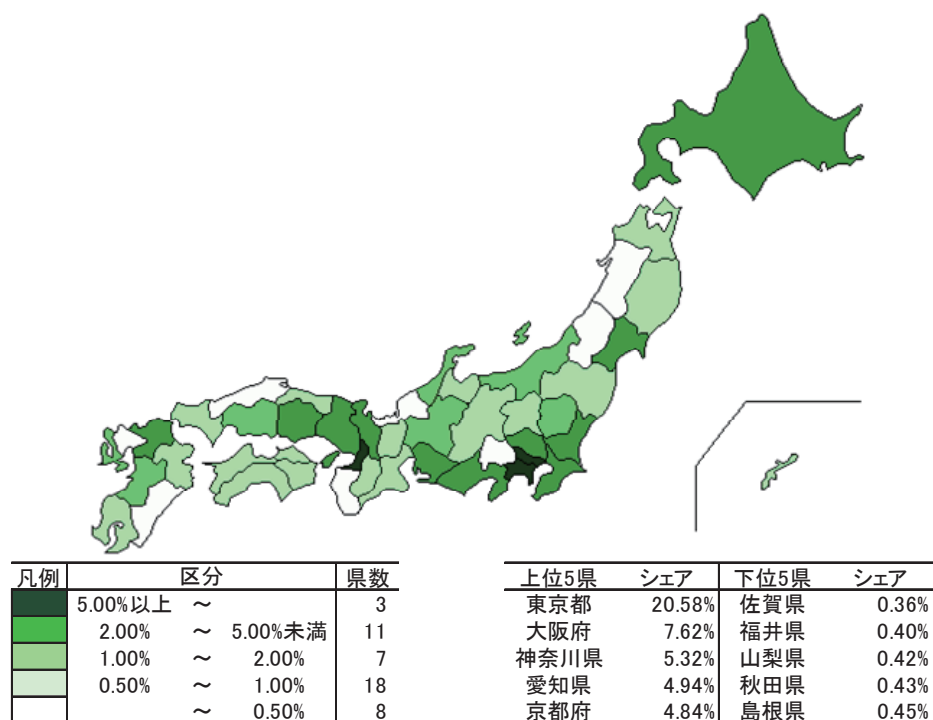 凡例 区分 県数
5.00%以上 ～ 3
2.00% ～ 5.00%未満 11
1.00% ～ 2.00% 7
0.50% ～ 1.00% 18
～ 0.50% 8
上位5県 シェア 下位5県 シェア
東京都 20.58% 佐賀県 0.36%
大阪府 7.62% 福井県 0.40%
神奈川県 5.32% 山梨県 0.42%
愛知県 4.94% 秋田県 0.43%
京都府 4.84% 島根県 0.45%